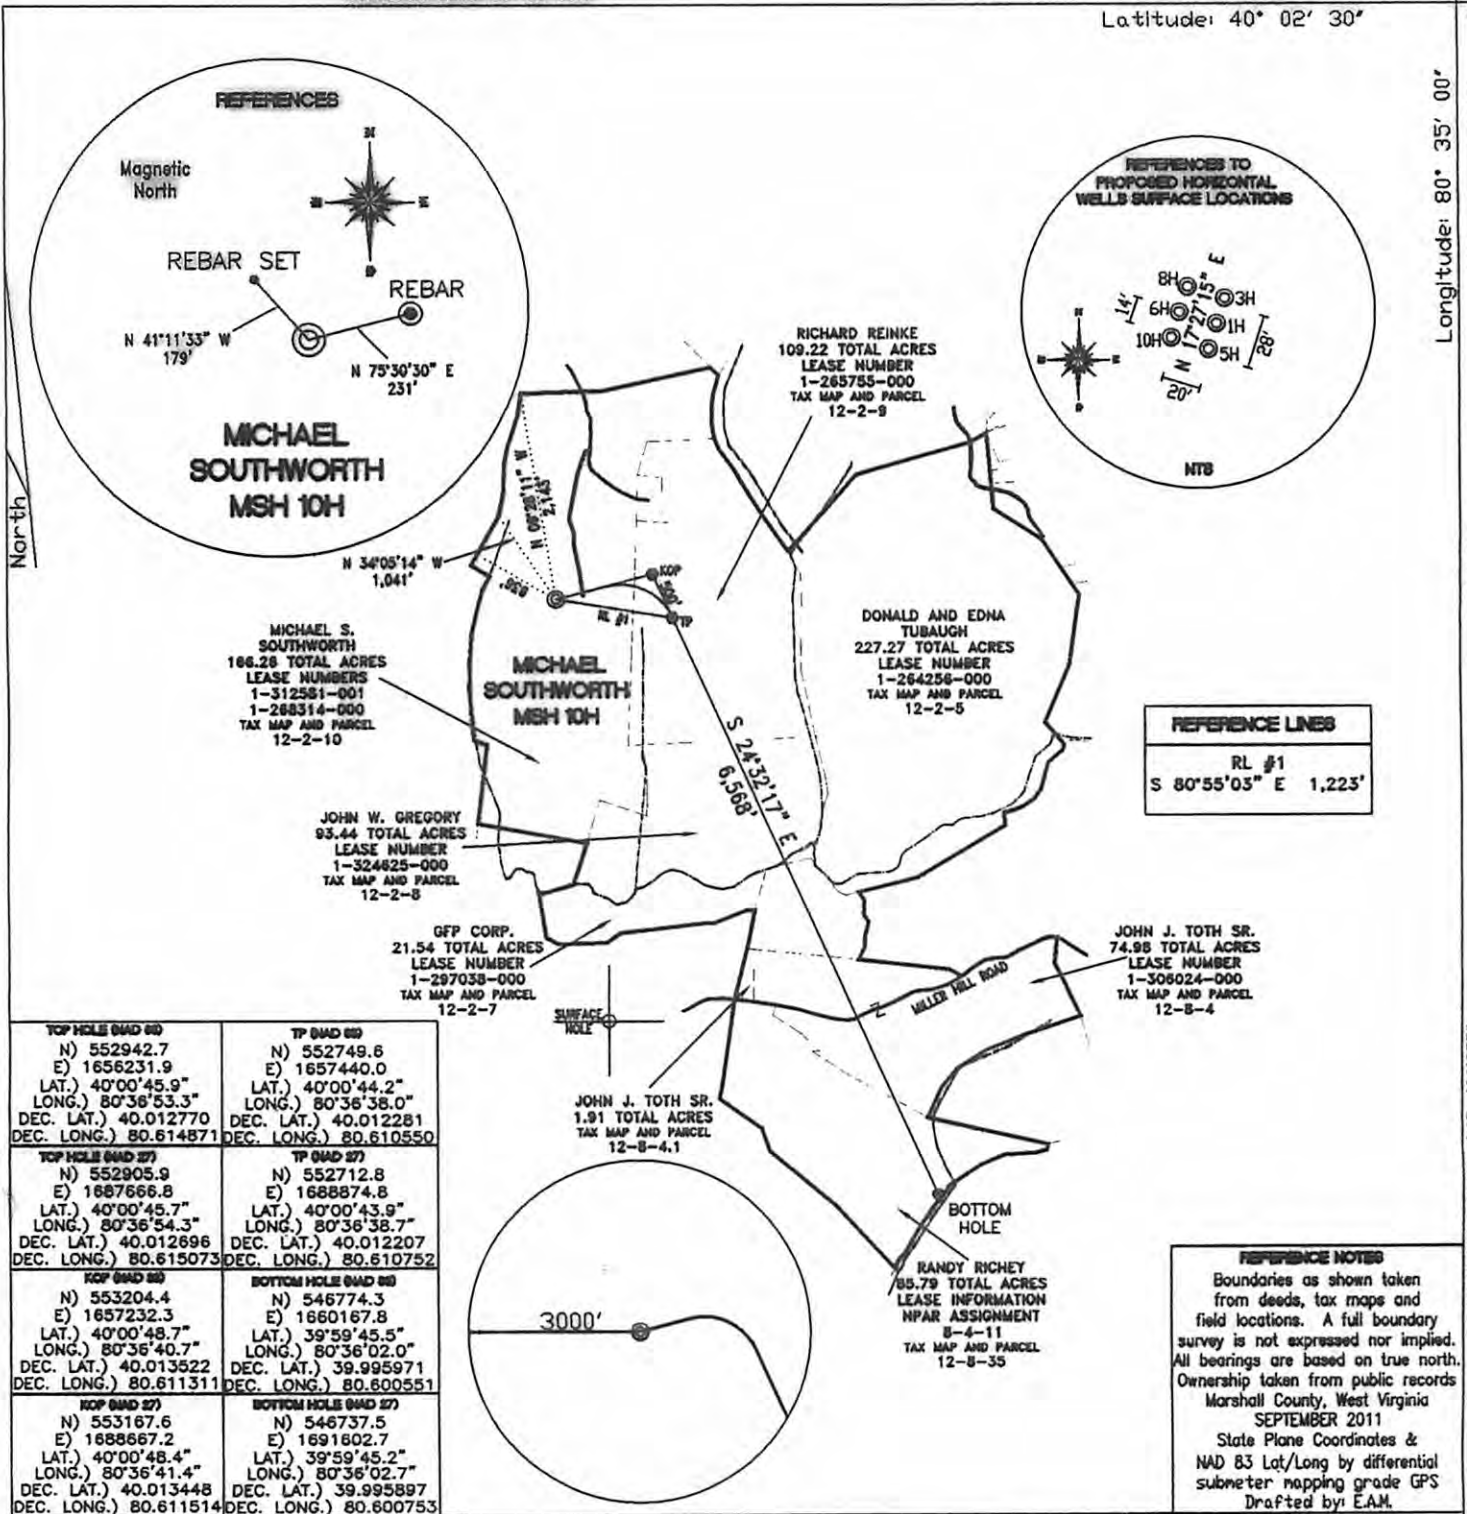 Latitude: 40° 02' 30"
Longitude: 80° 35' 00"
North
REFERENCES
Magnetic
North
REBAR SET
REBAR
N 41°11'33" W
179'
N 75°30'30" E
231'
MICHAEL
SOUTHWORTH
MSH 10H
REFERENCES TO
PROPOSED HORIZONTAL
WELLS SURFACE LOCATIONS
8H
3H
6H
1H
10H
5H
14'
N 17°27'15" E
28'
20'
NTS
RICHARD REINKE
109.22 TOTAL ACRES
LEASE NUMBER
1-265755-000
TAX MAP AND PARCEL
12-2-9
2,143'
N 34°05'14" W
1,041'
KOP
500'
TP
RL #1
MICHAEL S.
SOUTHWORTH
166.28 TOTAL ACRES
LEASE NUMBERS
1-312581-001
1-268314-000
TAX MAP AND PARCEL
12-2-10
MICHAEL
SOUTHWORTH
MSH 10H
DONALD AND EDNA
TUBAUGH
227.27 TOTAL ACRES
LEASE NUMBER
1-264256-000
TAX MAP AND PARCEL
12-2-5
S 24°32'17" E
6,568'
REFERENCE LINES
RL #1
S 80°55'03" E 1,223'
JOHN W. GREGORY
93.44 TOTAL ACRES
LEASE NUMBER
1-324625-000
TAX MAP AND PARCEL
12-2-8
GFP CORP.
21.54 TOTAL ACRES
LEASE NUMBER
1-297038-000
TAX MAP AND PARCEL
12-2-7
MILLER HILL ROAD
JOHN J. TOTH SR.
74.98 TOTAL ACRES
LEASE NUMBER
1-306024-000
TAX MAP AND PARCEL
12-8-4
SURFACE
HOLE
JOHN J. TOTH SR.
1.91 TOTAL ACRES
TAX MAP AND PARCEL
12-8-4.1
BOTTOM
HOLE
RANDY RICHEY
85.79 TOTAL ACRES
LEASE INFORMATION
NPAR ASSIGNMENT
8-4-11
TAX MAP AND PARCEL
12-8-35
3000'
TOP HOLE (NAD 83)
N) 552942.7
E) 1656231.9
LAT.) 40°00'45.9"
LONG.) 80°36'53.3"
DEC. LAT.) 40.012770
DEC. LONG.) 80.614871
TP (NAD 83)
N) 552749.6
E) 1657440.0
LAT.) 40°00'44.2"
LONG.) 80°36'38.0"
DEC. LAT.) 40.012281
DEC. LONG.) 80.610550
TOP HOLE (NAD 27)
N) 552905.9
E) 1687666.8
LAT.) 40°00'45.7"
LONG.) 80°36'54.3"
DEC. LAT.) 40.012696
DEC. LONG.) 80.615073
TP (NAD 27)
N) 552712.8
E) 1688874.8
LAT.) 40°00'43.9"
LONG.) 80°36'38.7"
DEC. LAT.) 40.012207
DEC. LONG.) 80.610752
KOP (NAD 83)
N) 553204.4
E) 1657232.3
LAT.) 40°00'48.7"
LONG.) 80°36'40.7"
DEC. LAT.) 40.013522
DEC. LONG.) 80.611311
BOTTOM HOLE (NAD 83)
N) 546774.3
E) 1660167.8
LAT.) 39°59'45.5"
LONG.) 80°36'02.0"
DEC. LAT.) 39.995971
DEC. LONG.) 80.600551
KOP (NAD 27)
N) 553167.6
E) 1688667.2
LAT.) 40°00'48.4"
LONG.) 80°36'41.4"
DEC. LAT.) 40.013448
DEC. LONG.) 80.611514
BOTTOM HOLE (NAD 27)
N) 546737.5
E) 1691602.7
LAT.) 39°59'45.2"
LONG.) 80°36'02.7"
DEC. LAT.) 39.995897
DEC. LONG.) 80.600753
REFERENCE NOTES
Boundaries as shown taken
from deeds, tax maps and
field locations. A full boundary
survey is not expressed nor implied.
All bearings are based on true north.
Ownership taken from public records
Marshall County, West Virginia
SEPTEMBER 2011
State Plane Coordinates &
NAD 83 Lat/Long by differential
submeter mapping grade GPS
Drafted by: E.A.M.